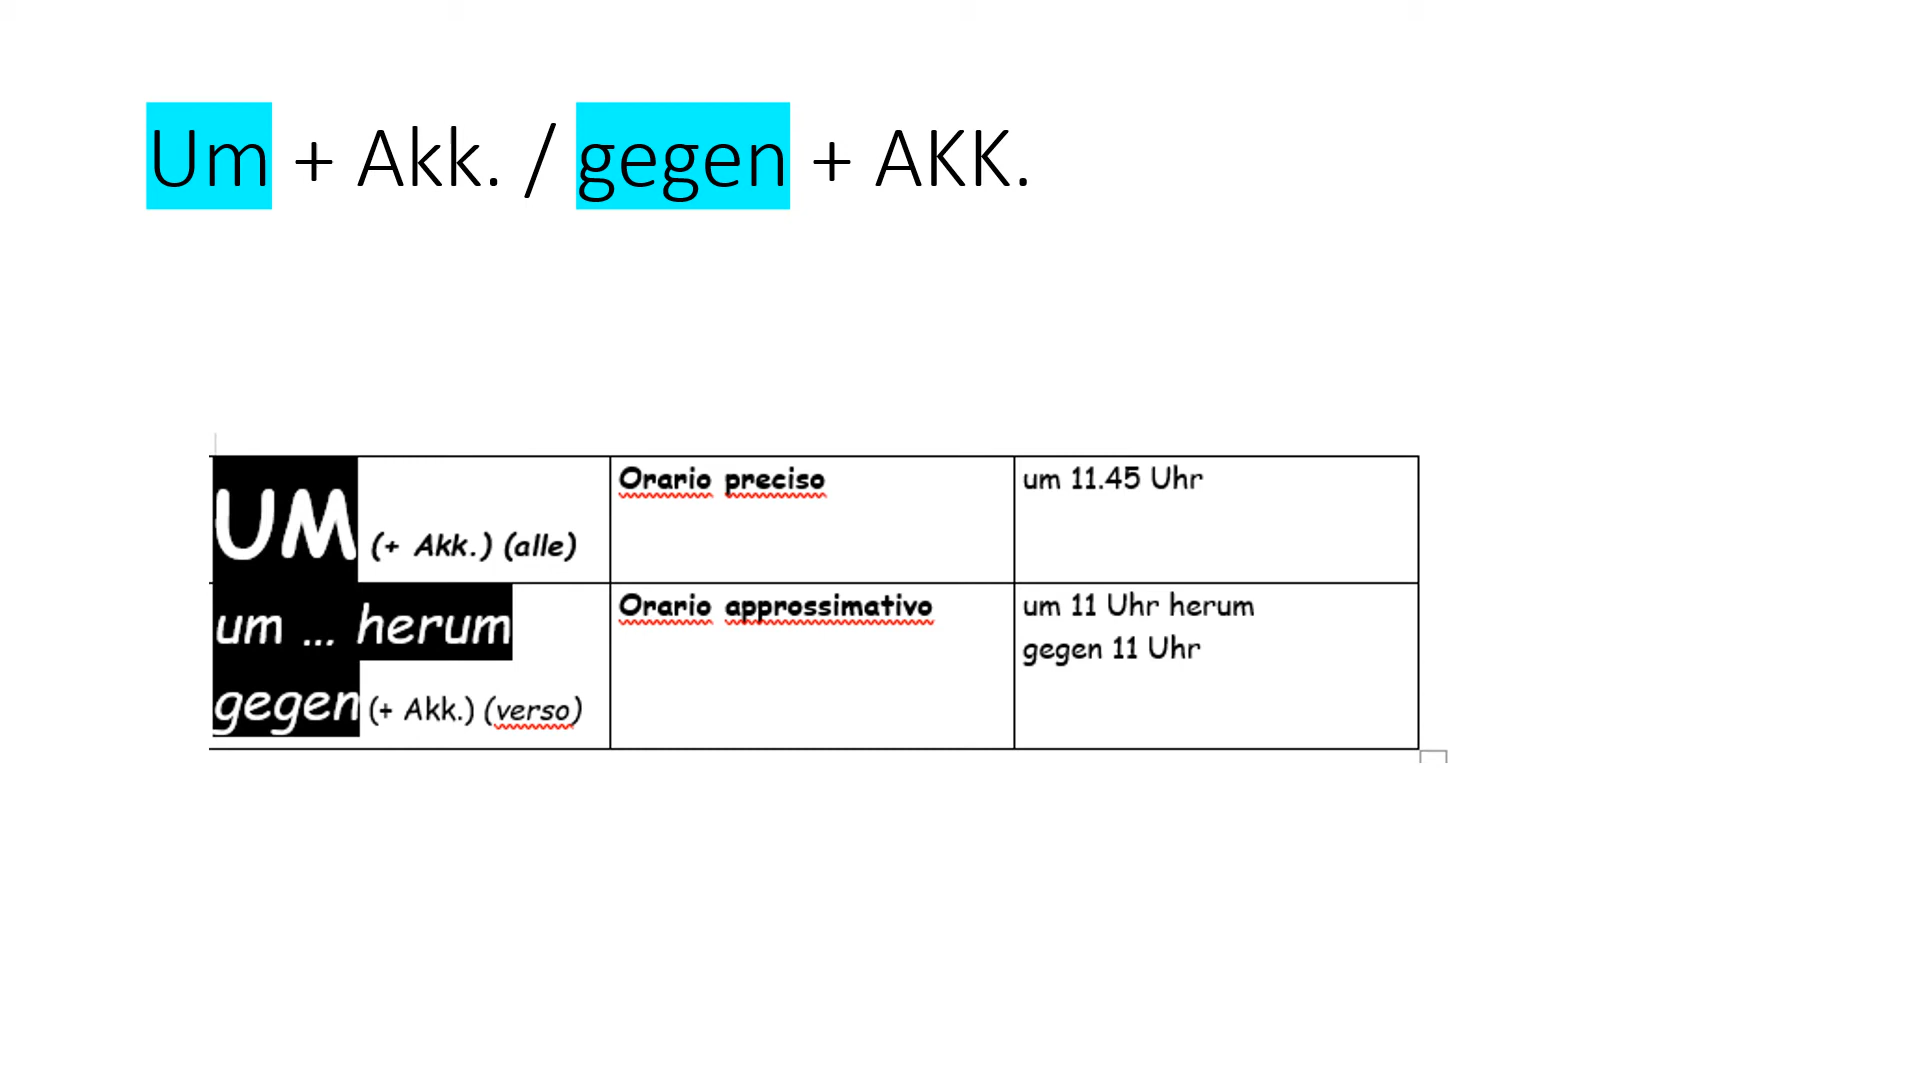 Um + Akk. / gegen + AKK.
UM (+ Akk.) (alle)
Orario preciso
um 11.45 Uhr
um ... herum
gegen (+ Akk.) (verso)
Orario approssimativo
um 11 Uhr herum
gegen 11 Uhr